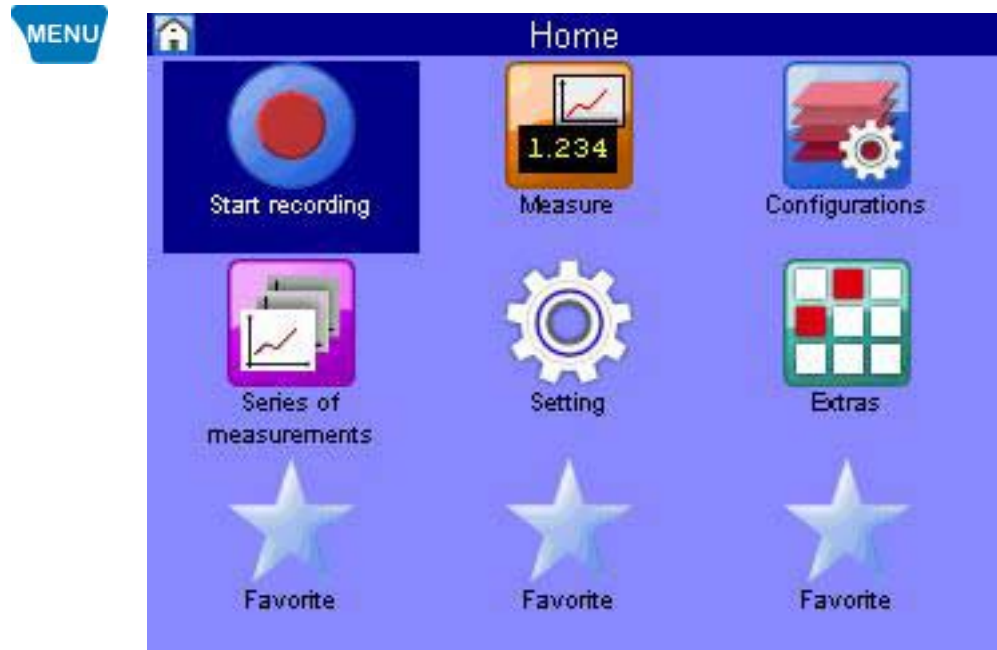 MENU
Home
Start recording
Measure
1.234
Configurations
Series of
measurements
Setting
Extras
Favorite
Favorite
Favorite